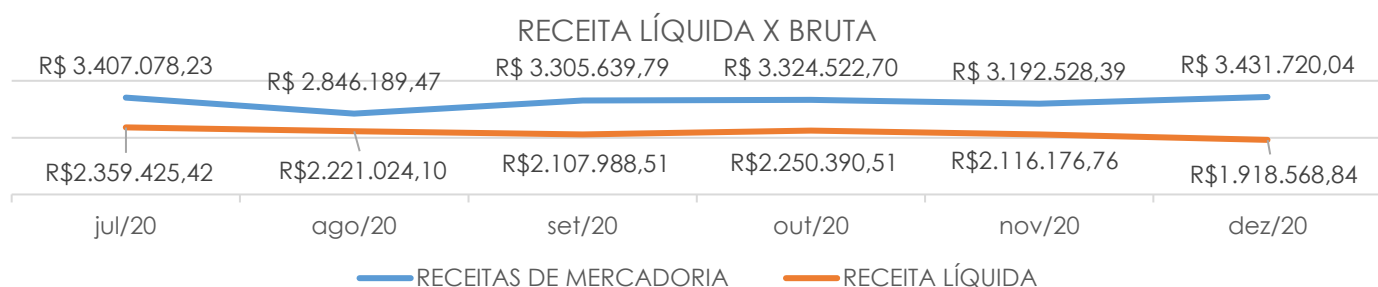 RECEITA LÍQUIDA X BRUTA
R$ 3.407.078,23
R$ 2.846.189,47
R$ 3.305.639,79
R$ 3.324.522,70
R$ 3.192.528,39
R$ 3.431.720,04
R$2.359.425,42
R$2.221.024,10
R$2.107.988,51
R$2.250.390,51
R$2.116.176,76
R$1.918.568,84
jul/20
ago/20
set/20
out/20
nov/20
dez/20
RECEITAS DE MERCADORIA
RECEITA LÍQUIDA